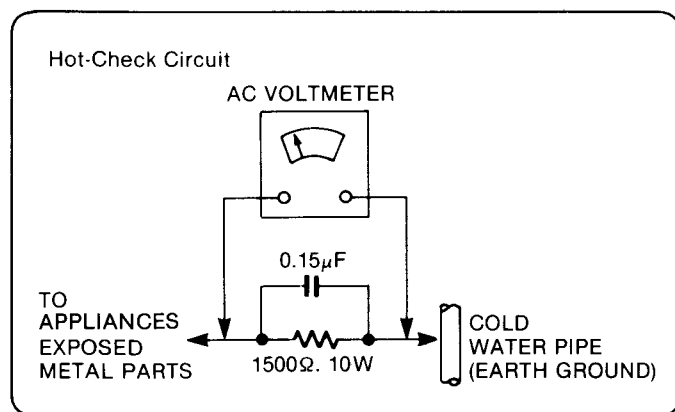 Hot-Check Circuit
AC VOLTMETER
0.15μF
TO
APPLIANCES
EXPOSED
METAL PARTS
1500Ω. 10W
COLD
WATER PIPE
(EARTH GROUND)